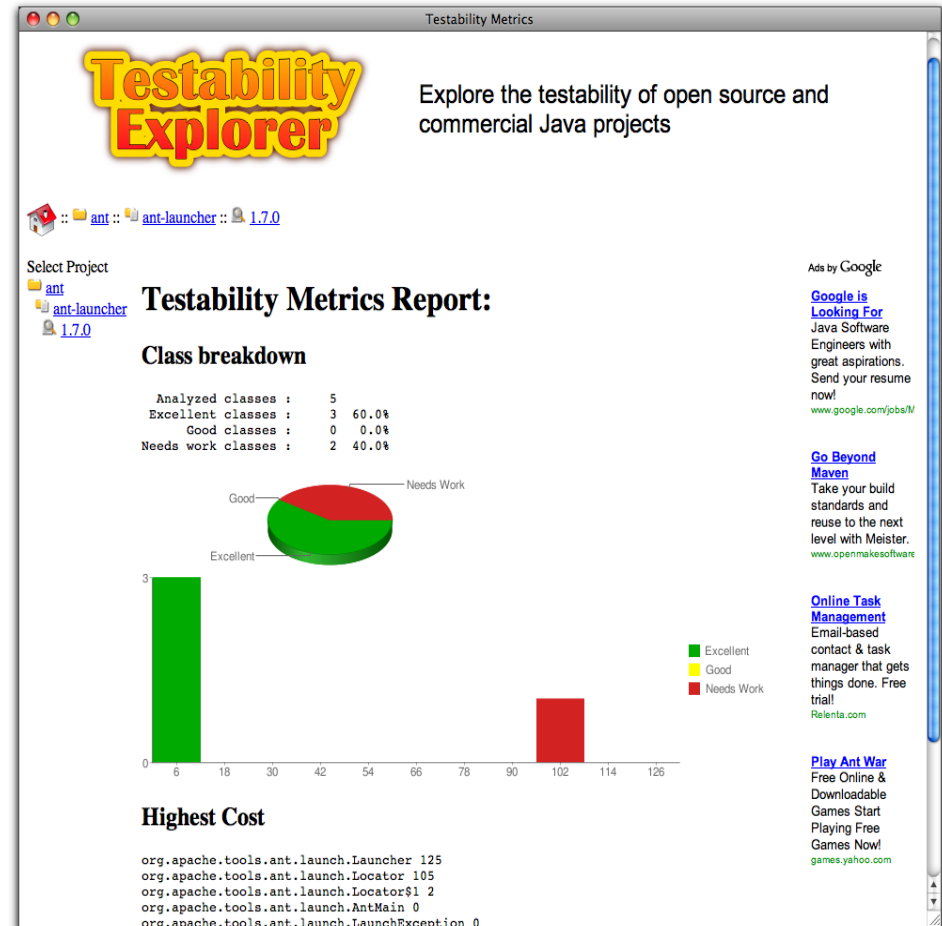 Testability Metrics
Testability
Explorer
Explore the testability of open source and
commercial Java projects
:: ant :: ant-launcher :: 1.7.0
Select Project
ant
ant-launcher
1.7.0
Testability Metrics Report:
Class breakdown
Analyzed classes : 5
Excellent classes : 3 60.0%
Good classes : 0 0.0%
Needs work classes : 2 40.0%
Needs Work
Good
Excellent
3
0
6 18 30 42 54 66 78 90 102 114 126
Excellent
Good
Needs Work
Highest Cost
org.apache.tools.ant.launch.Launcher 125
org.apache.tools.ant.launch.Locator 105
org.apache.tools.ant.launch.Locator$1 2
org.apache.tools.ant.launch.AntMain 0
org.apache.tools.ant.launch.LaunchException 0
Ads by Google
Google is
Looking For
Java Software
Engineers with
great aspirations.
Send your resume
now!
www.google.com/jobs/M
Go Beyond
Maven
Take your build
standards and
reuse to the next
level with Meister.
www.openmakesoftware
Online Task
Management
Email-based
contact & task
manager that gets
things done. Free
trial!
Relenta.com
Play Ant War
Free Online &
Downloadable
Games Start
Playing Free
Games Now!
games.yahoo.com